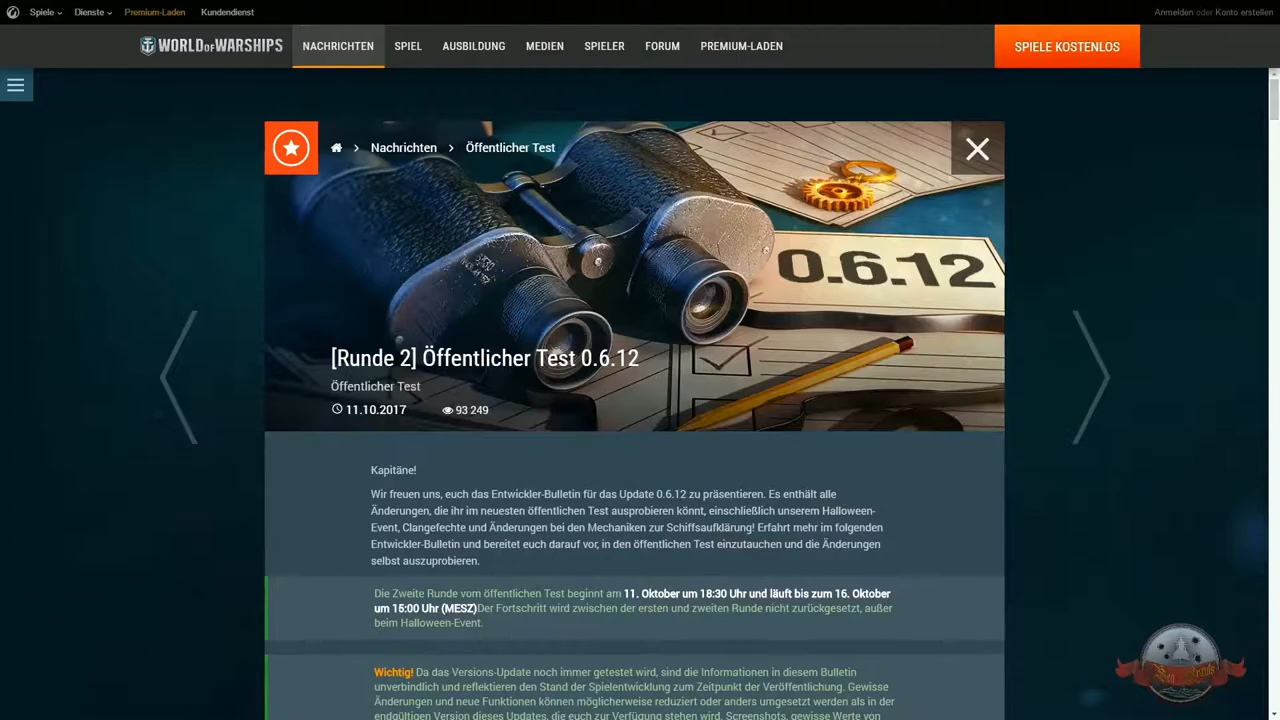 Spiele Dienste Premium-Laden Kundendienst Anmelden oder Konto erstellen
WORLD OF WARSHIPS NACHRICHTEN SPIEL AUSBILDUNG MEDIEN SPIELER FORUM PREMIUM-LADEN SPIELE KOSTENLOS
Nachrichten Öffentlicher Test
0.6.12
[Runde 2] Öffentlicher Test 0.6.12
Öffentlicher Test
11.10.2017 93 249
Kapitäne!
Wir freuen uns, euch das Entwickler-Bulletin für das Update 0.6.12 zu präsentieren. Es enthält alle
Änderungen, die ihr im neuesten öffentlichen Test ausprobieren könnt, einschließlich unserem Halloween-
Event, Clangefechte und Änderungen bei den Mechaniken zur Schiffsaufklärung! Erfahrt mehr im folgenden
Entwickler-Bulletin und bereitet euch darauf vor, in den öffentlichen Test einzutauchen und die Änderungen
selbst auszuprobieren.
Die Zweite Runde vom öffentlichen Test beginnt am 11. Oktober um 18:30 Uhr und läuft bis zum 16. Oktober
um 15:00 Uhr (MESZ)Der Fortschritt wird zwischen der ersten und zweiten Runde nicht zurückgesetzt, außer
beim Halloween-Event.
Wichtig! Da das Versions-Update noch immer getestet wird, sind die Informationen in diesem Bulletin
unverbindlich und reflektieren den Stand der Spielentwicklung zum Zeitpunkt der Veröffentlichung. Gewisse
Änderungen und neue Funktionen können möglicherweise reduziert oder anders umgesetzt werden als in der
endgültigen Version dieses Updates, die euch zur Verfügung stehen wird. Screenshots, gewisse Werte von